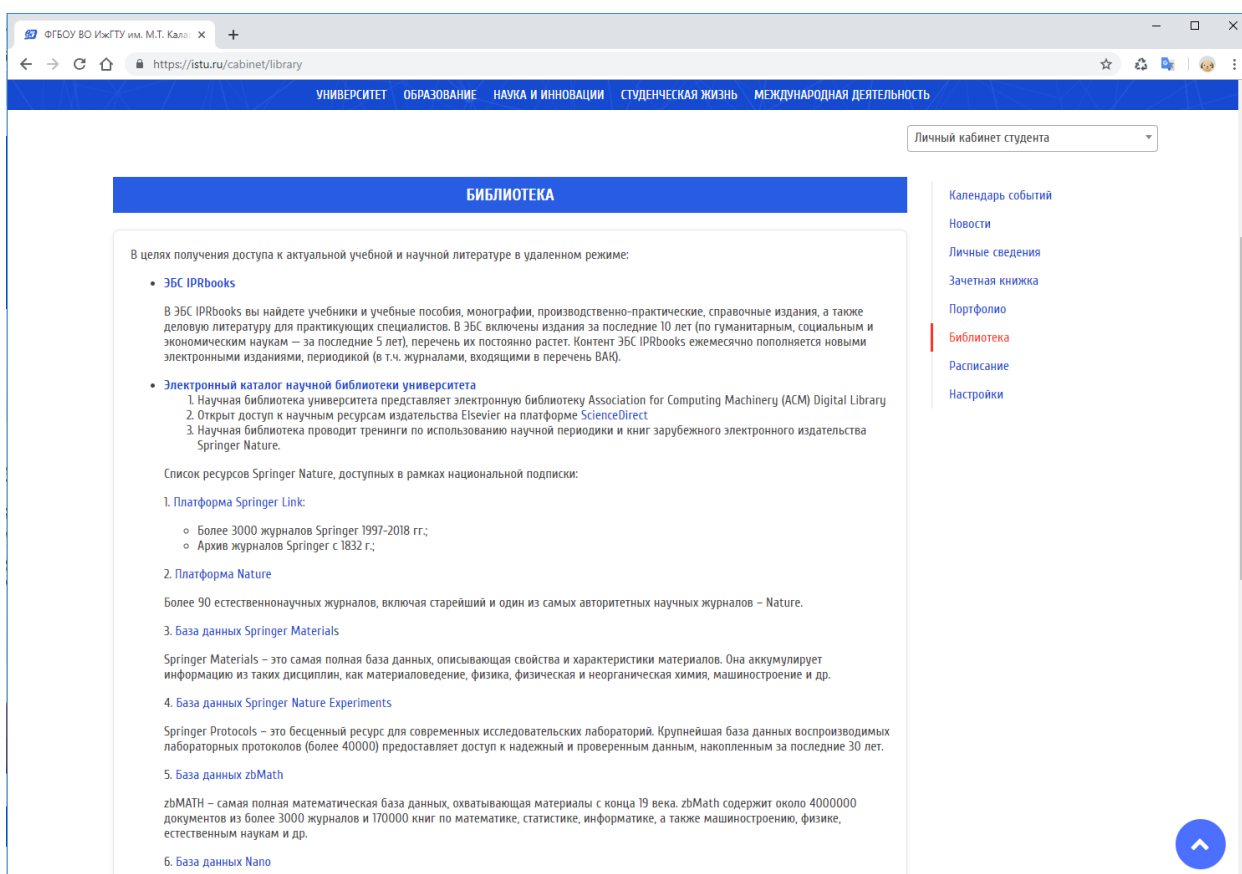 ФГБОУ ВО ИжГТУ им. М.Т. Кала
https://istu.ru/cabinet/library
УНИВЕРСИТЕТ ОБРАЗОВАНИЕ НАУКА И ИННОВАЦИИ СТУДЕНЧЕСКАЯ ЖИЗНЬ МЕЖДУНАРОДНАЯ ДЕЯТЕЛЬНОСТЬ
Личный кабинет студента
БИБЛИОТЕКА
В целях получения доступа к актуальной учебной и научной литературе в удаленном режиме:
• ЭБС IPRbooks
В ЭБС IPRbooks вы найдете учебники и учебные пособия, монографии, производственно-практические, справочные издания, а также
деловую литературу для практикующих специалистов. В ЭБС включены издания за последние 10 лет (по гуманитарным, социальным и
экономическим наукам — за последние 5 лет), перечень их постоянно растет. Контент ЭБС IPRbooks ежемесячно пополняется новыми
электронными изданиями, периодикой (в т.ч. журналами, входящими в перечень ВАК).
• Электронный каталог научной библиотеки университета
1. Научная библиотека университета представляет электронную библиотеку Association for Computing Machinery (ACM) Digital Library
2. Открыт доступ к научным ресурсам издательства Elsevier на платформе ScienceDirect
3. Научная библиотека проводит тренинги по использованию научной периодики и книг зарубежного электронного издательства
Springer Nature.
Список ресурсов Springer Nature, доступных в рамках национальной подписки:
1. Платформа Springer Link:
Более 3000 журналов Springer 1997-2018 гг.;
Архив журналов Springer с 1832 г.;
2. Платформа Nature
Более 90 естественнонаучных журналов, включая старейший и один из самых авторитетных научных журналов – Nature.
3. База данных Springer Materials
Springer Materials – это самая полная база данных, описывающая свойства и характеристики материалов. Она аккумулирует
информацию из таких дисциплин, как материаловедение, физика, физическая и неорганическая химия, машиностроение и др.
4. База данных Springer Nature Experiments
Springer Protocols – это бесценный ресурс для современных исследовательских лабораторий. Крупнейшая база данных воспроизводимых
лабораторных протоколов (более 40000) предоставляет доступ к надежный и проверенным данным, накопленным за последние 30 лет.
5. База данных zbMath
zbMATH – самая полная математическая база данных, охватывающая материалы с конца 19 века. zbMath содержит около 4000000
документов из более 3000 журналов и 170000 книг по математике, статистике, информатике, а также машиностроению, физике,
естественным наукам и др.
6. База данных Nano
Календарь событий
Новости
Личные сведения
Зачетная книжка
Портфолио
Библиотека
Расписание
Настройки